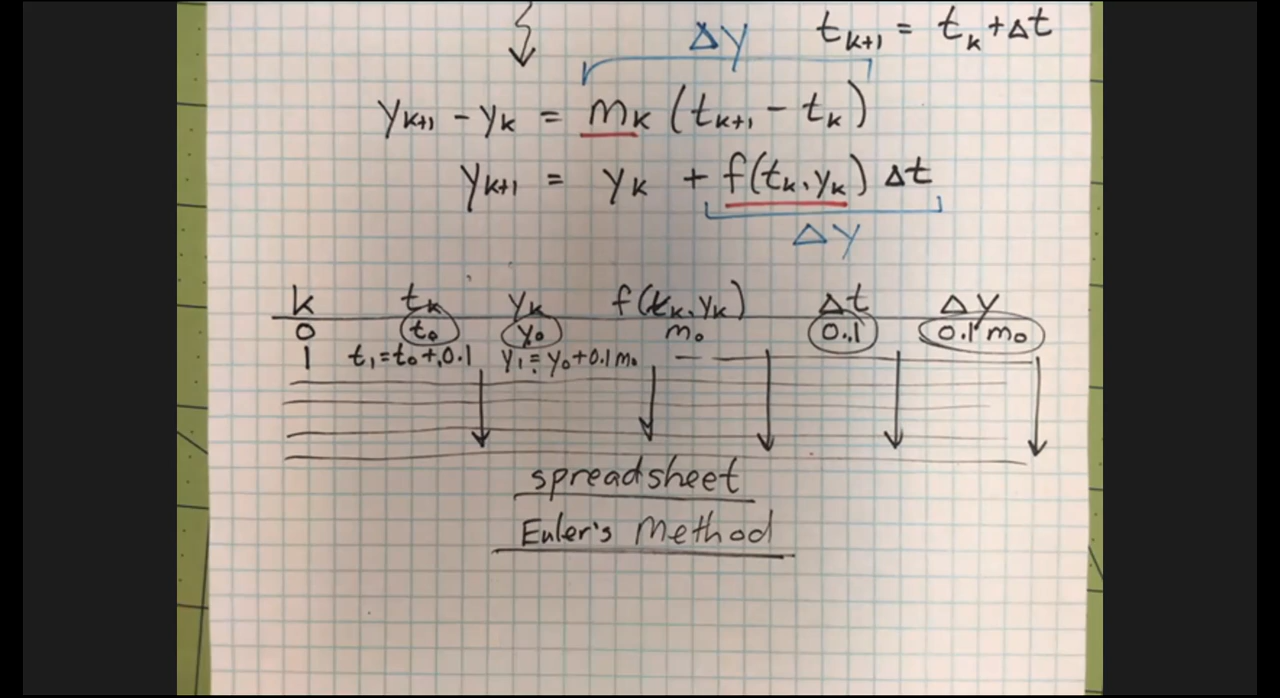 Δy t_{k+1} = t_k + Δt
y_{k+1} - y_k = m_k (t_{k+1} - t_k)
y_{k+1} = y_k + f(t_k, y_k) Δt
Δy
k t_k y_k f(t_k, y_k) Δt Δy
0 t_0 y_0 m_0 0.1 0.1 m_0
1 t_1 = t_0 + 0.1 y_1 = y_0 + 0.1 m_0
spreadsheet
Euler's Method